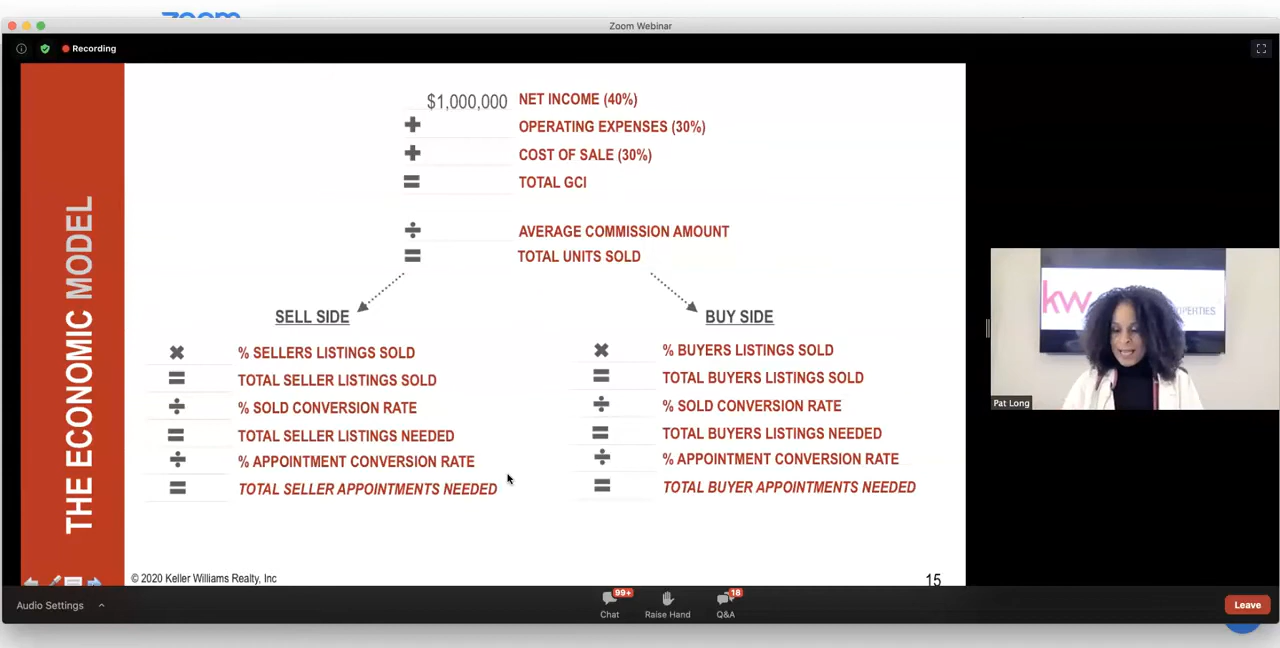 zoom
Zoom Webinar
Recording
THE ECONOMIC MODEL
$1,000,000 NET INCOME (40%)
+ OPERATING EXPENSES (30%)
+ COST OF SALE (30%)
= TOTAL GCI
÷ AVERAGE COMMISSION AMOUNT
= TOTAL UNITS SOLD
SELL SIDE
✖ % SELLERS LISTINGS SOLD
= TOTAL SELLER LISTINGS SOLD
÷ % SOLD CONVERSION RATE
= TOTAL SELLER LISTINGS NEEDED
÷ % APPOINTMENT CONVERSION RATE
= TOTAL SELLER APPOINTMENTS NEEDED
BUY SIDE
✖ % BUYERS LISTINGS SOLD
= TOTAL BUYERS LISTINGS SOLD
÷ % SOLD CONVERSION RATE
= TOTAL BUYERS LISTINGS NEEDED
÷ % APPOINTMENT CONVERSION RATE
= TOTAL BUYER APPOINTMENTS NEEDED
© 2020 Keller Williams Realty, Inc
15
kw
OPERTIES
Pat Long
Audio Settings
99+
Chat
Raise Hand
18
Q&A
Leave